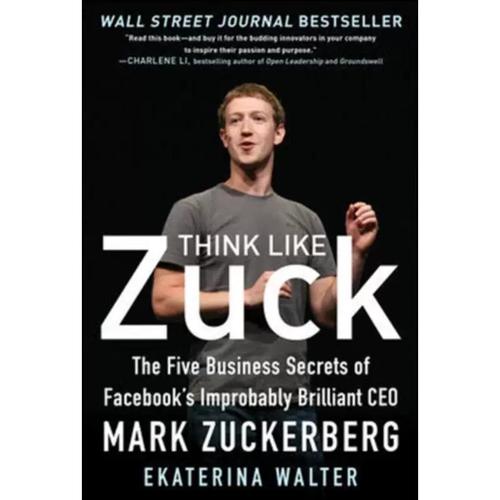 WALL STREET JOURNAL BESTSELLER
"Read this book—and buy it for the budding innovators in your company
to inspire their passion and purpose."
—CHARLENE LI, bestselling author of Open Leadership and Groundswell
THINK LIKE
Zuck
The Five Business Secrets of
Facebook's Improbably Brilliant CEO
MARK ZUCKERBERG
EKATERINA WALTER